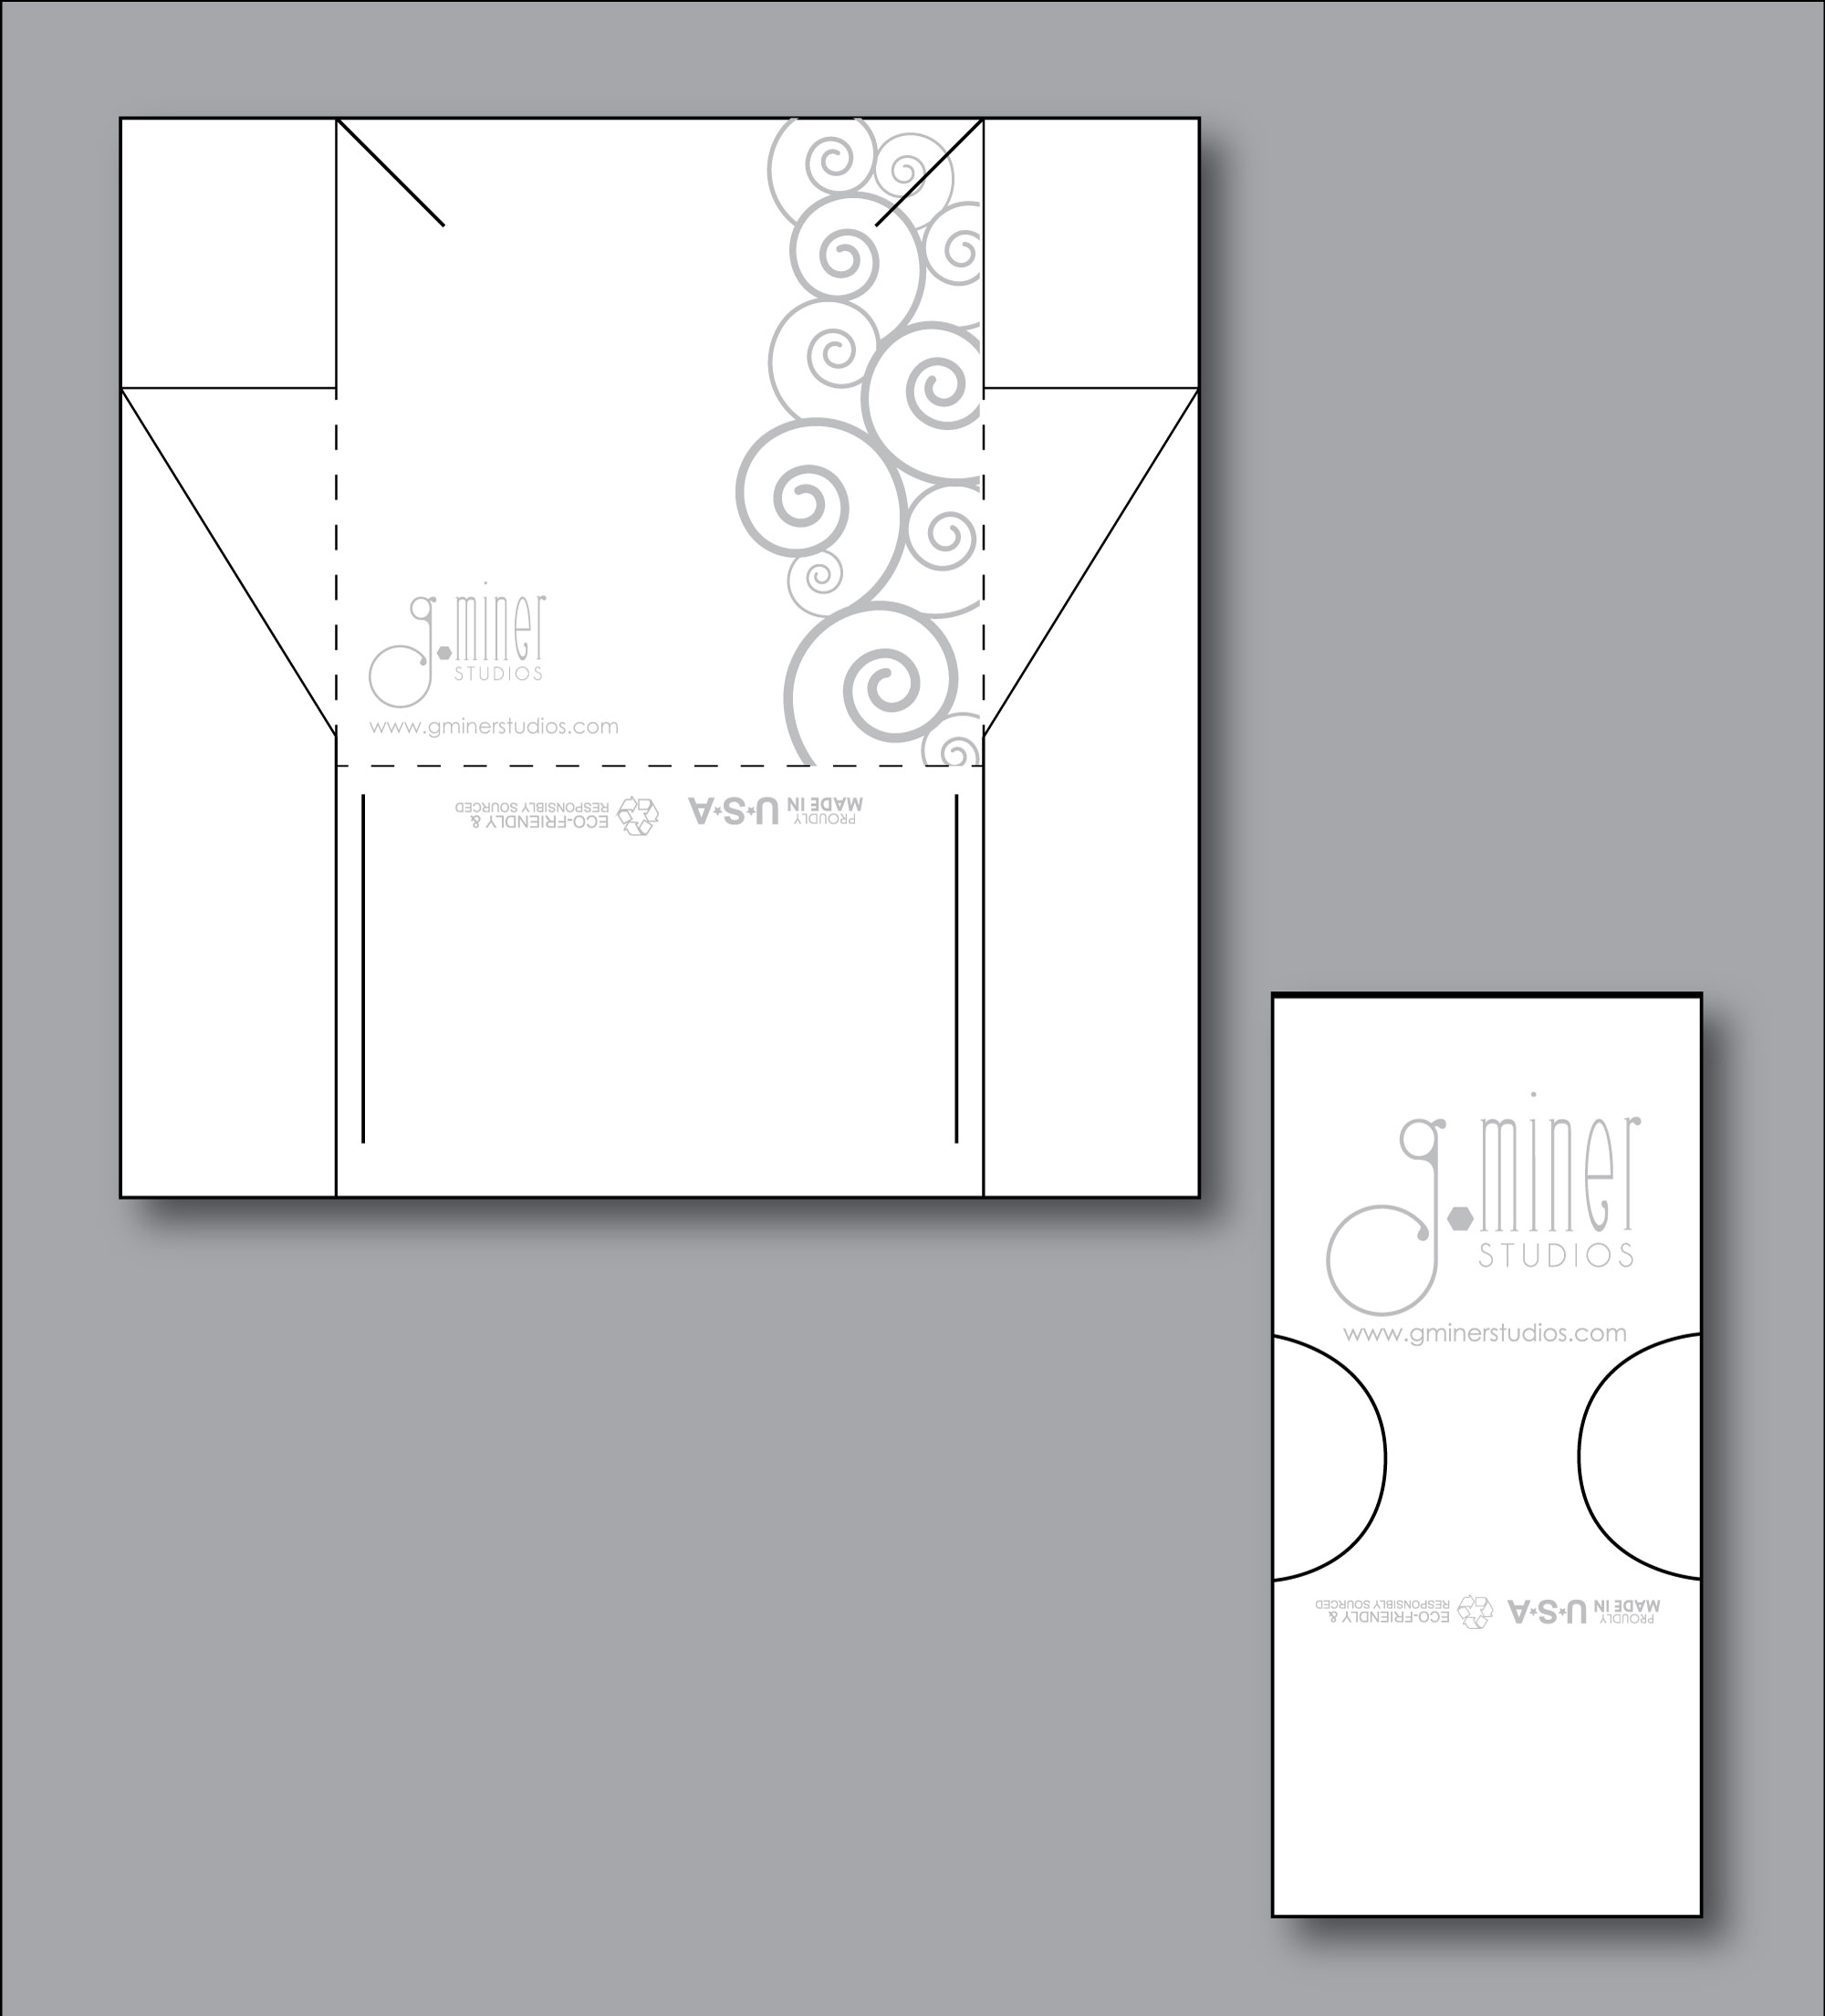 g.miner
STUDIOS
www.gminerstudios.com
ECO-FRIENDLY &
RESPONSIBLY SOURCED
PROUDLY
MADE IN
U★S★A
g.miner
STUDIOS
www.gminerstudios.com
ECO-FRIENDLY &
RESPONSIBLY SOURCED
PROUDLY
MADE IN
U★S★A